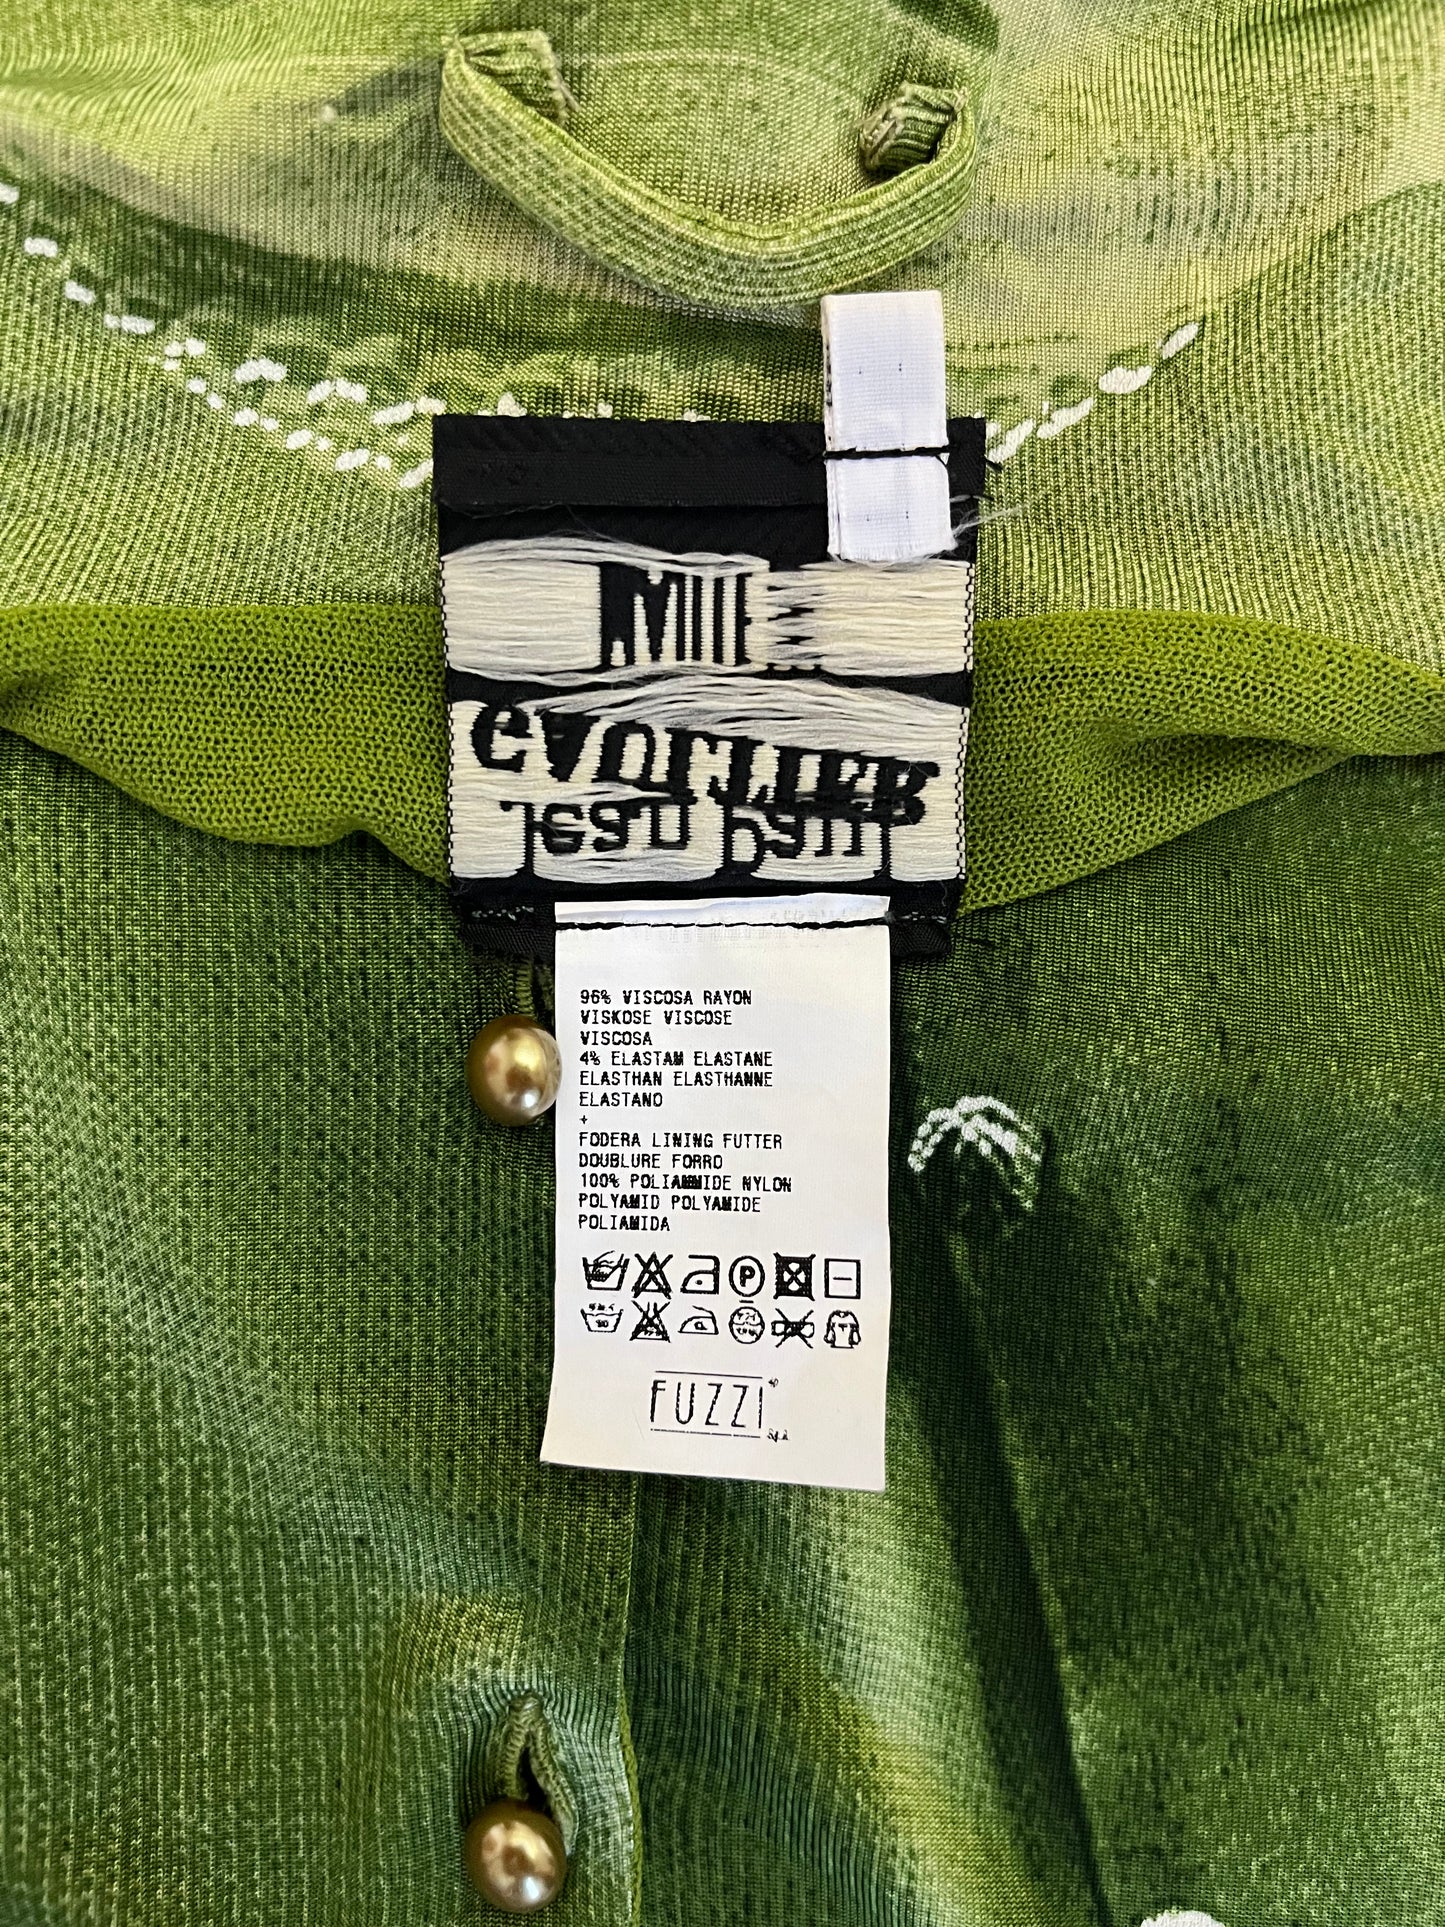 96% VISCOSA RAYON
VISKOSE VISCOSE
VISCOSA
4% ELASTAM ELASTANE
ELASTHAN ELASTHANNE
ELASTANO
+
FODERA LINING FUTTER
DOUBLURE FORRO
100% POLIAMMIDE NYLON
POLYAMID POLYAMIDE
POLIAMIDA
P
FUZZI